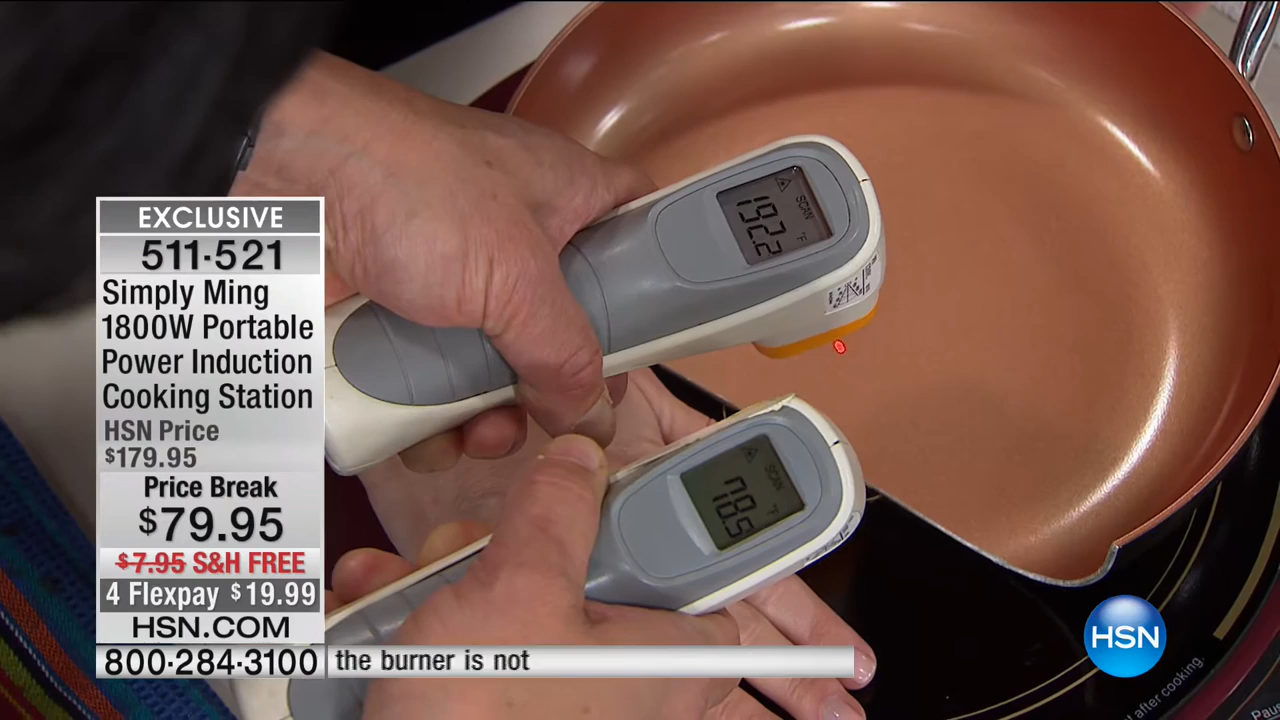 EXCLUSIVE
511·521
Simply Ming
1800W Portable
Power Induction
Cooking Station
HSN Price
$179.95
Price Break
$79.95
$7.95 S&H FREE
4 Flexpay $19.99
HSN.COM
800·284·3100
the burner is not
SCAN
192.2
°F
SCAN
78.5
°F
HSN
after cooking.
Paus